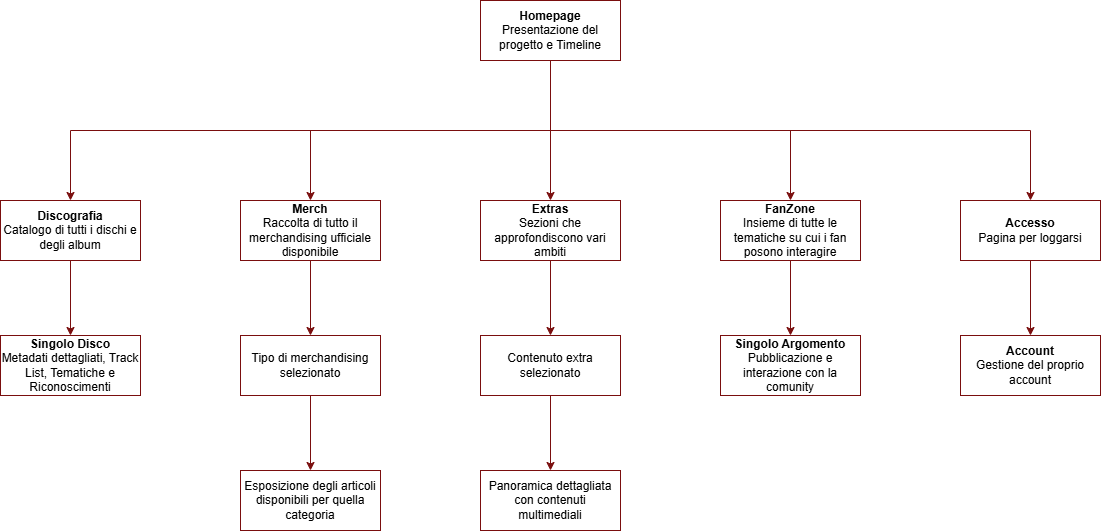 Homepage
Presentazione del
progetto e Timeline
Discografia
Catalogo di tutti i dischi e
degli album
Merch
Raccolta di tutto il
merchandising ufficiale
disponibile
Extras
Sezioni che
approfondiscono vari
ambiti
FanZone
Insieme di tutte le
tematiche su cui i fan
posono interagire
Accesso
Pagina per loggarsi
Singolo Disco
Metadati dettagliati, Track
List, Tematiche e
Riconoscimenti
Tipo di merchandising
selezionato
Contenuto extra
selezionato
Singolo Argomento
Pubblicazione e
interazione con la
comunity
Account
Gestione del proprio
account
Esposizione degli articoli
disponibili per quella
categoria
Panoramica dettagliata
con contenuti
multimediali